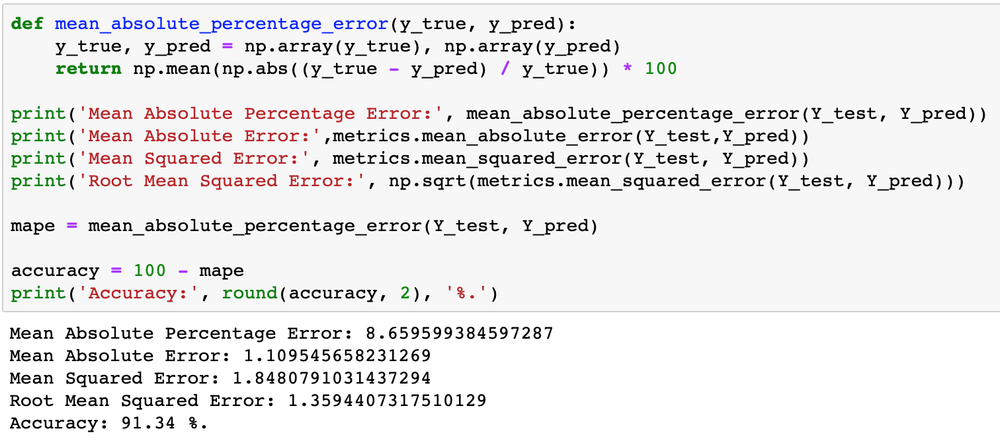 def mean_absolute_percentage_error(y_true, y_pred):
    y_true, y_pred = np.array(y_true), np.array(y_pred)
    return np.mean(np.abs((y_true - y_pred) / y_true)) * 100

print('Mean Absolute Percentage Error:', mean_absolute_percentage_error(Y_test, Y_pred))
print('Mean Absolute Error:',metrics.mean_absolute_error(Y_test,Y_pred))
print('Mean Squared Error:', metrics.mean_squared_error(Y_test, Y_pred))
print('Root Mean Squared Error:', np.sqrt(metrics.mean_squared_error(Y_test, Y_pred)))

mape = mean_absolute_percentage_error(Y_test, Y_pred)

accuracy = 100 - mape
print('Accuracy:', round(accuracy, 2), '%.')
Mean Absolute Percentage Error: 8.659599384597287
Mean Absolute Error: 1.109545658231269
Mean Squared Error: 1.8480791031437294
Root Mean Squared Error: 1.3594407317510129
Accuracy: 91.34 %.